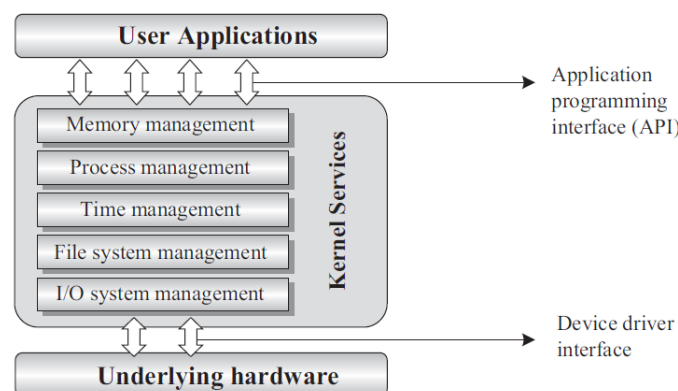 User Applications
Application
programming
interface (API)
Memory management
Process management
Time management
File system management
I/O system management
Kernel Services
Device driver
interface
Underlying hardware